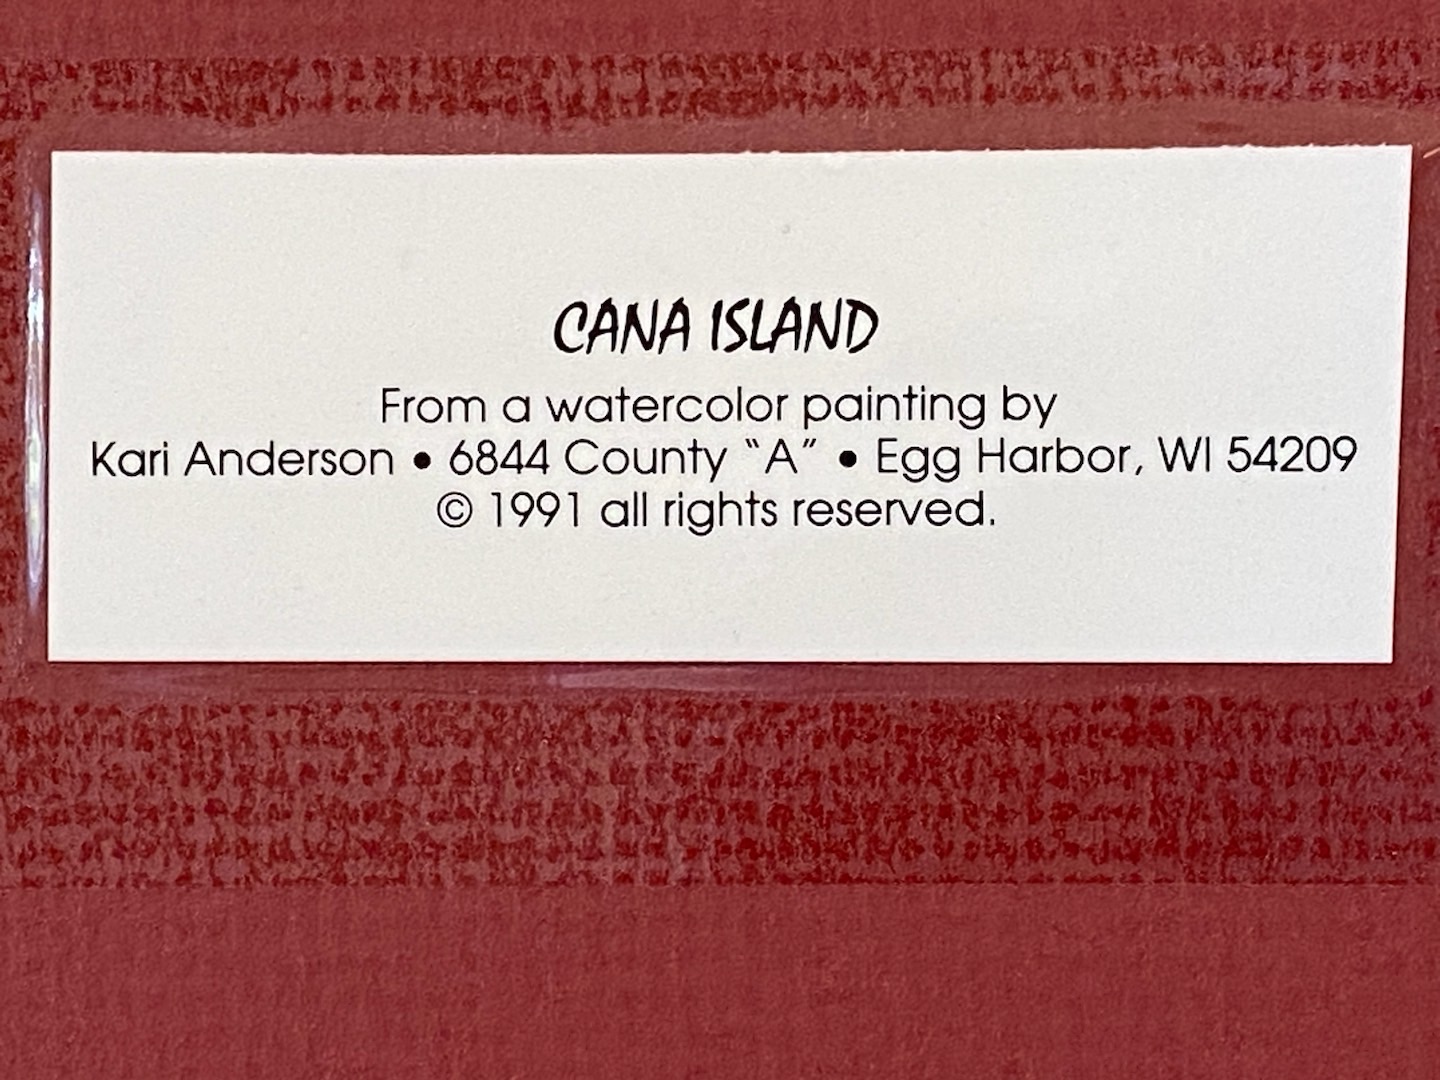 CANA ISLAND
From a watercolor painting by
Kari Anderson • 6844 County “A” • Egg Harbor, WI 54209
© 1991 all rights reserved.